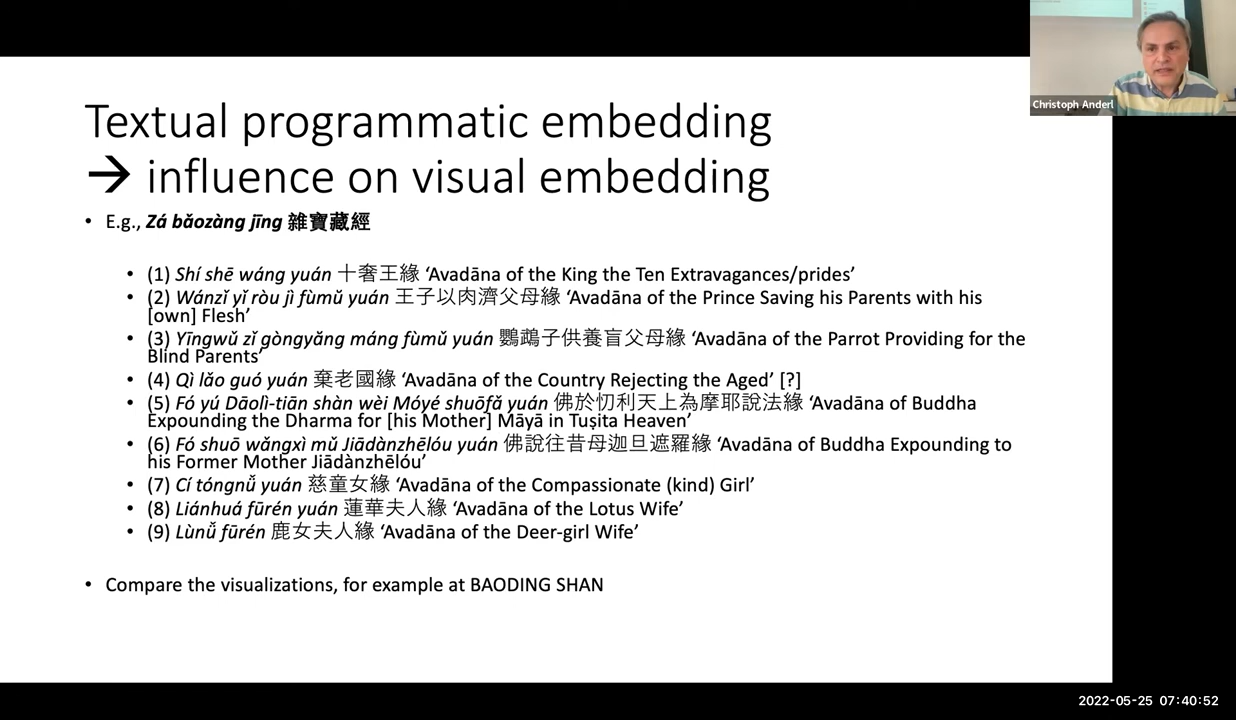 Christoph Anderl
Textual programmatic embedding
→ influence on visual embedding
• E.g., Zá bǎozàng jīng 雜寶藏經
• (1) Shí shē wáng yuán 十奢王緣 ‘Avadāna of the King the Ten Extravagances/prides’
• (2) Wánzǐ yǐ ròu jì fùmǔ yuán 王子以肉濟父母緣 ‘Avadāna of the Prince Saving his Parents with his
[own] Flesh’
• (3) Yīngwǔ zǐ gòngyǎng máng fùmǔ yuán 鸚鵡子供養盲父母緣 ‘Avadāna of the Parrot Providing for the
Blind Parents’
• (4) Qì lǎo guó yuán 棄老國緣 ‘Avadāna of the Country Rejecting the Aged’ [?]
• (5) Fó yú Dāolì-tiān shàn wèi Móyé shuōfǎ yuán 佛於忉利天上為摩耶說法緣 ‘Avadāna of Buddha
Expounding the Dharma for [his Mother] Māyā in Tuṣita Heaven’
• (6) Fó shuō wǎngxì mǔ Jiādànzhēlóu yuán 佛說往昔母迦旦遮羅緣 ‘Avadāna of Buddha Expounding to
his Former Mother Jiādànzhēlóu’
• (7) Cí tóngnǚ yuán 慈童女緣 ‘Avadāna of the Compassionate (kind) Girl’
• (8) Liánhuá fūrén yuán 蓮華夫人緣 ‘Avadāna of the Lotus Wife’
• (9) Lùnǚ fūrén 鹿女夫人緣 ‘Avadāna of the Deer-girl Wife’
• Compare the visualizations, for example at BAODING SHAN
2022-05-25 07:40:52